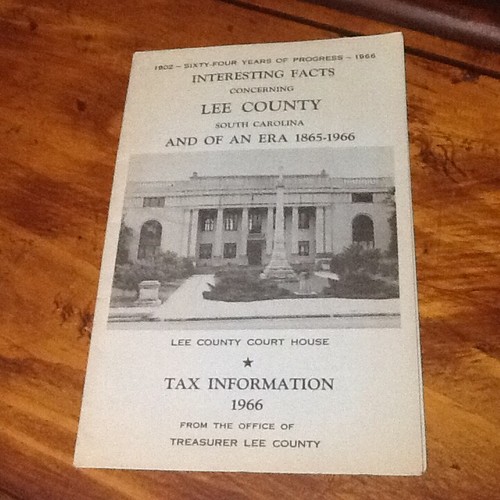 1902 - SIXTY-FOUR YEARS OF PROGRESS - 1966
INTERESTING FACTS
CONCERNING
LEE COUNTY
SOUTH CAROLINA
AND OF AN ERA 1865-1966
LEE COUNTY COURT HOUSE
★
TAX INFORMATION
1966
FROM THE OFFICE OF
TREASURER LEE COUNTY